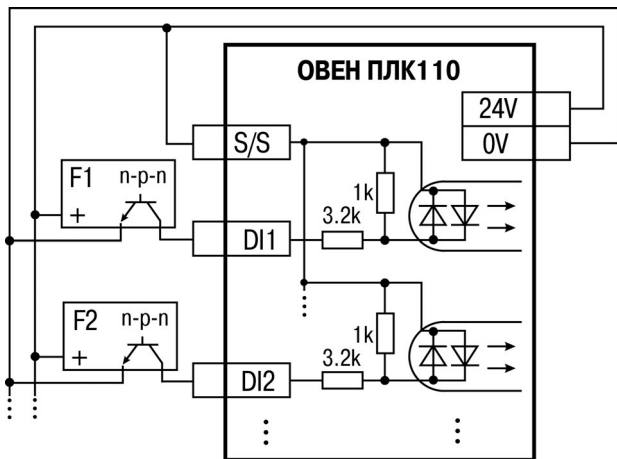 ОВЕН ПЛК110
24V
0V
S/S
F1 n-p-n
+
1k
3.2k
DI1
F2 n-p-n
+
1k
3.2k
DI2